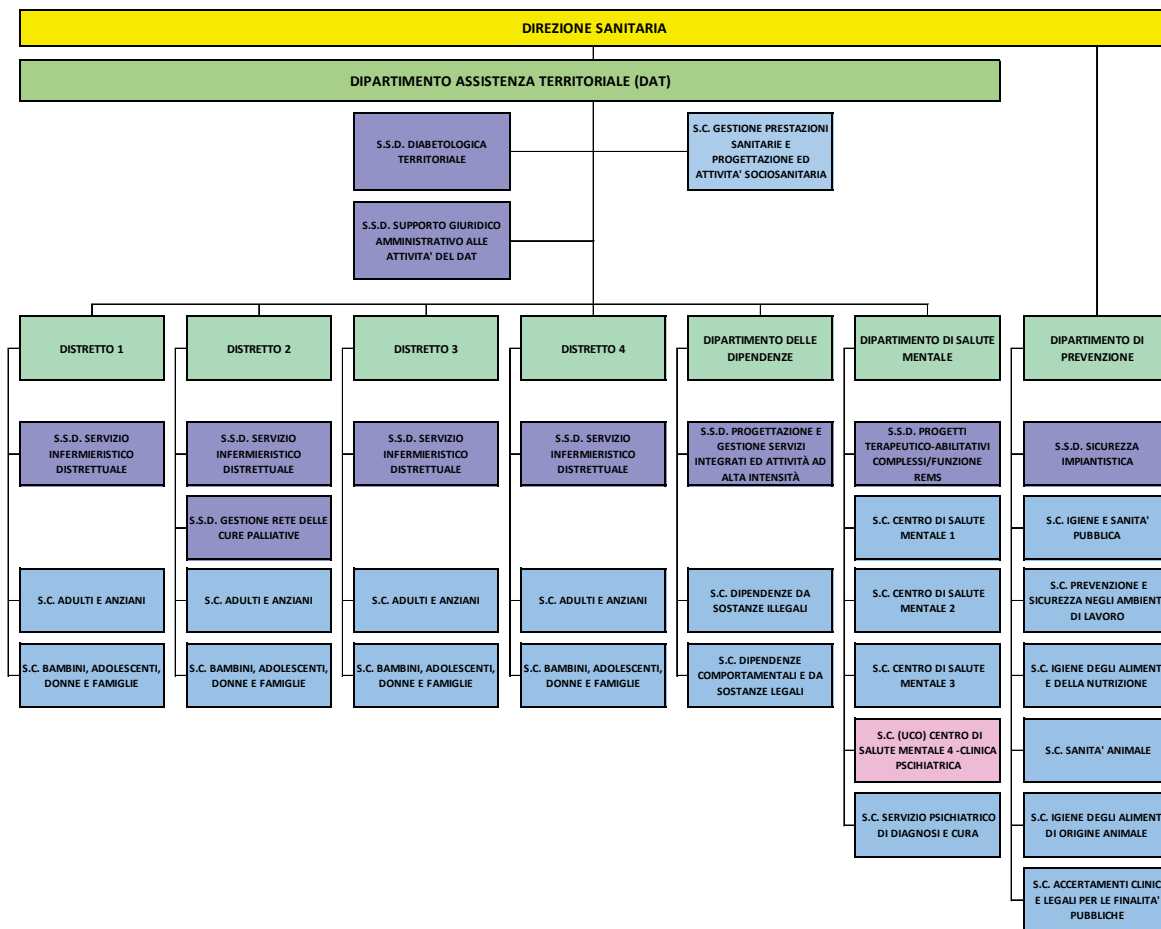 DIREZIONE SANITARIA
DIPARTIMENTO ASSISTENZA TERRITORIALE (DAT)
S.S.D. DIABETOLOGICA
TERRITORIALE
S.C. GESTIONE PRESTAZIONI
SANITARIE E
PROGETTAZIONE ED
ATTIVITA' SOCIOSANITARIA
S.S.D. SUPPORTO GIURIDICO
AMMINISTRATIVO ALLE
ATTIVITA' DEL DAT
DISTRETTO 1
DISTRETTO 2
DISTRETTO 3
DISTRETTO 4
DIPARTIMENTO DELLE
DIPENDENZE
DIPARTIMENTO DI SALUTE
MENTALE
DIPARTIMENTO DI
PREVENZIONE
S.S.D. SERVIZIO
INFERMIERISTICO
DISTRETTUALE
S.S.D. SERVIZIO
INFERMIERISTICO
DISTRETTUALE
S.S.D. SERVIZIO
INFERMIERISTICO
DISTRETTUALE
S.S.D. SERVIZIO
INFERMIERISTICO
DISTRETTUALE
S.S.D. PROGETTAZIONE E
GESTIONE SERVIZI
INTEGRATI ED ATTIVITÀ AD
ALTA INTENSITÀ
S.S.D. PROGETTI
TERAPEUTICO-ABILITATIVI
COMPLESSI/FUNZIONE
REMS
S.S.D. SICUREZZA
IMPIANTISTICA
S.S.D. GESTIONE RETE DELLE
CURE PALLIATIVE
S.C. CENTRO DI SALUTE
MENTALE 1
S.C. IGIENE E SANITA'
PUBBLICA
S.C. ADULTI E ANZIANI
S.C. ADULTI E ANZIANI
S.C. ADULTI E ANZIANI
S.C. ADULTI E ANZIANI
S.C. DIPENDENZE DA
SOSTANZE ILLEGALI
S.C. CENTRO DI SALUTE
MENTALE 2
S.C. PREVENZIONE E
SICUREZZA NEGLI AMBIENT
DI LAVORO
S.C. BAMBINI, ADOLESCENTI,
DONNE E FAMIGLIE
S.C. BAMBINI, ADOLESCENTI,
DONNE E FAMIGLIE
S.C. BAMBINI, ADOLESCENTI,
DONNE E FAMIGLIE
S.C. BAMBINI, ADOLESCENTI,
DONNE E FAMIGLIE
S.C. DIPENDENZE
COMPORTAMENTALI E DA
SOSTANZE LEGALI
S.C. CENTRO DI SALUTE
MENTALE 3
S.C. IGIENE DEGLI ALIMENT
E DELLA NUTRIZIONE
S.C. (UCO) CENTRO DI
SALUTE MENTALE 4 -CLINICA
PSCIHIATRICA
S.C. SANITA' ANIMALE
S.C. SERVIZIO PSICHIATRICO
DI DIAGNOSI E CURA
S.C. IGIENE DEGLI ALIMENT
DI ORIGINE ANIMALE
S.C. ACCERTAMENTI CLINIC
E LEGALI PER LE FINALITA'
PUBBLICHE